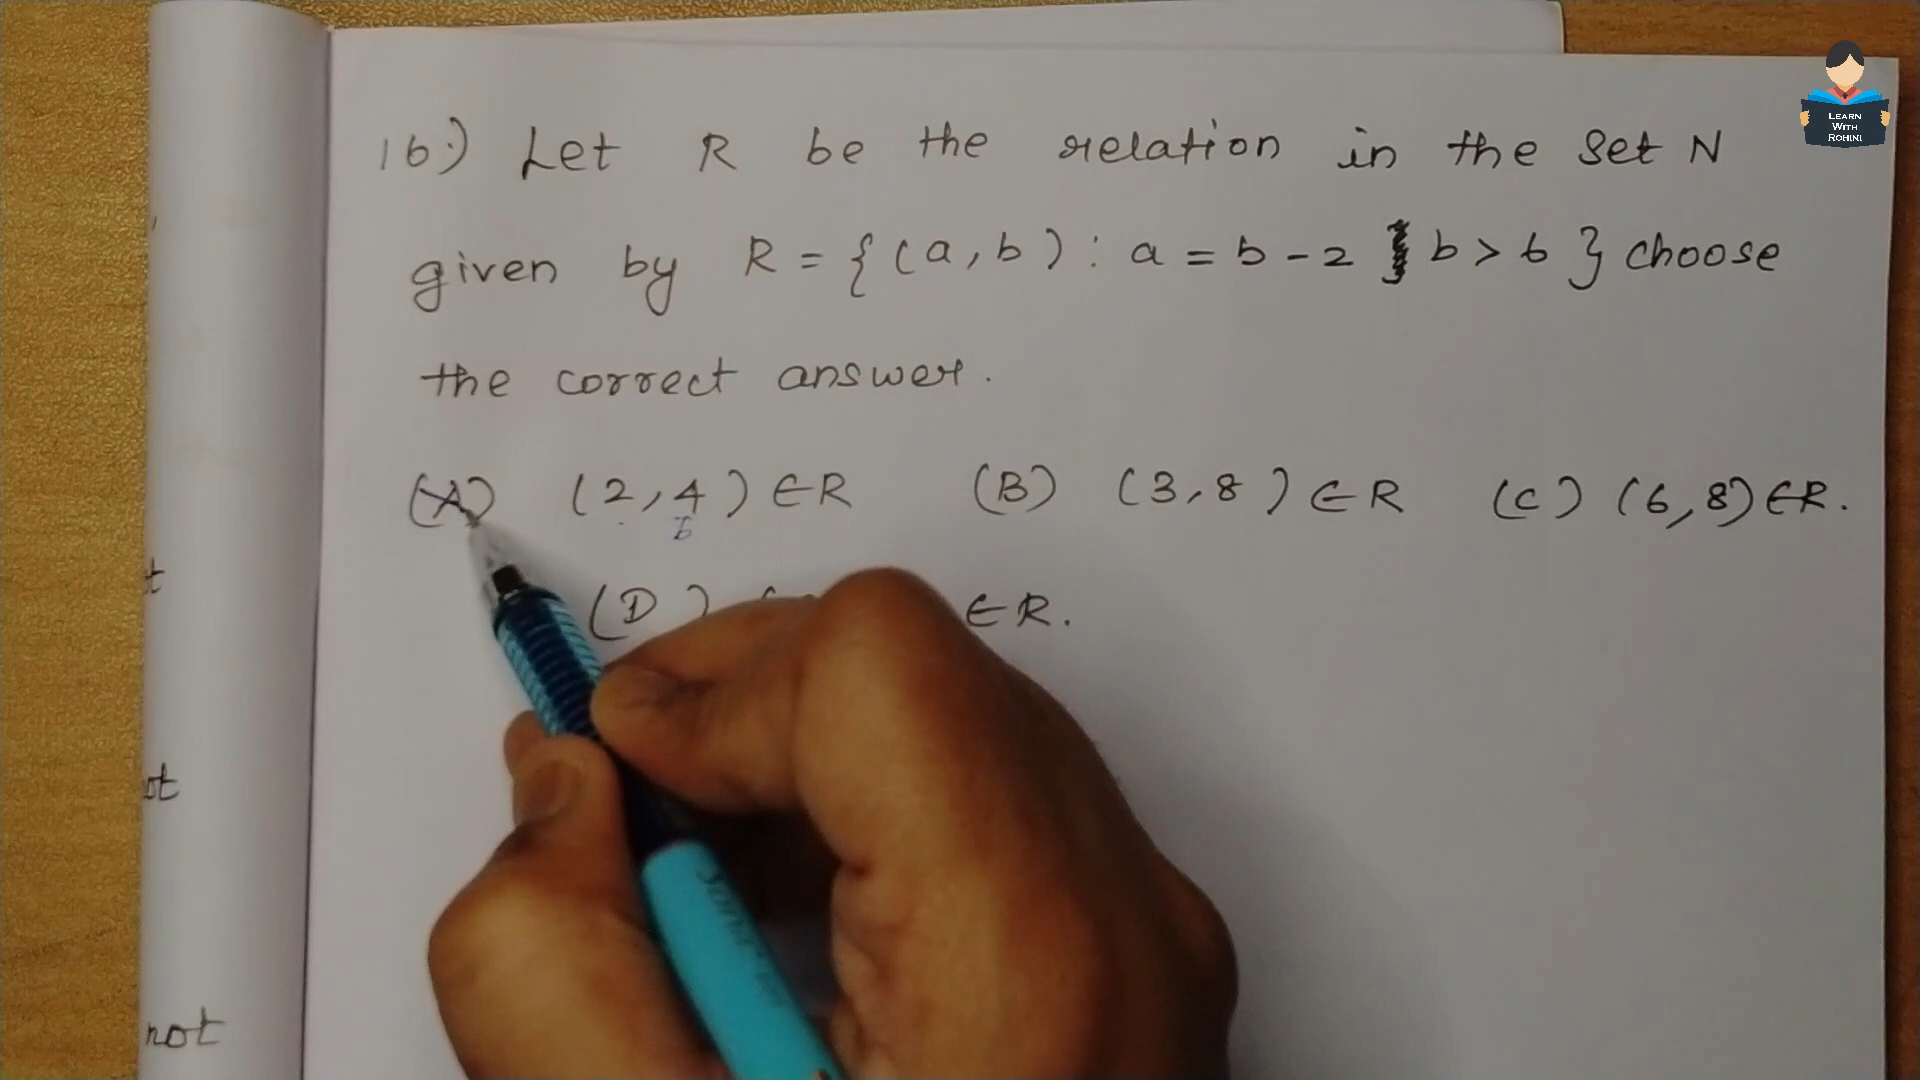 16.) Let R be the relation in the set N
given by R = { (a, b) : a = b - 2 b > 6 } choose
the correct answer.
(A) (2, 4) ∈ R (B) (3, 8) ∈ R (C) (6, 8) ∈ R.
b
(D) ∈ R.
not
LEARN
WITH
ROHINI